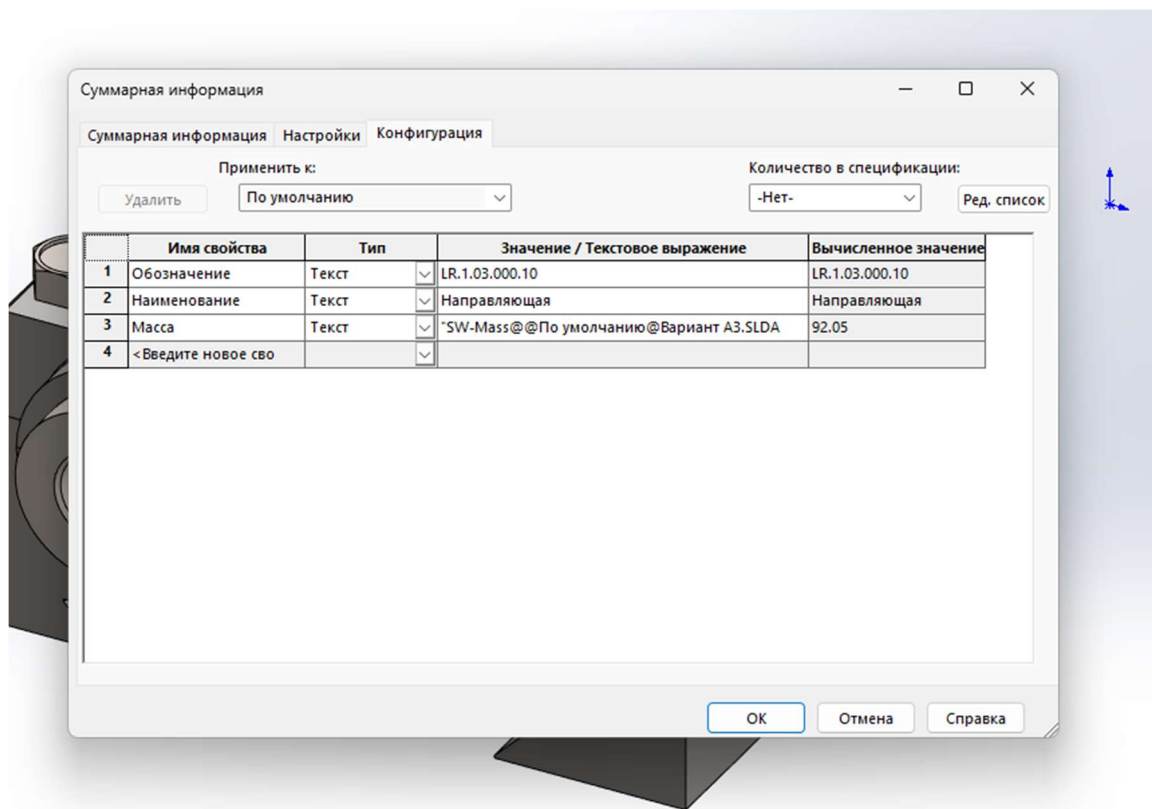 Суммарная информация
Суммарная информация Настройки Конфигурация
Применить к: Количество в спецификации:
Удалить По умолчанию -Нет- Ред. список
Имя свойства Тип Значение / Текстовое выражение Вычисленное значение
1 Обозначение Текст LR.1.03.000.10 LR.1.03.000.10
2 Наименование Текст Направляющая Направляющая
3 Масса Текст "SW-Mass@@По умолчанию@Вариант А3.SLDA 92.05
4 <Введите новое сво
ОК Отмена Справка